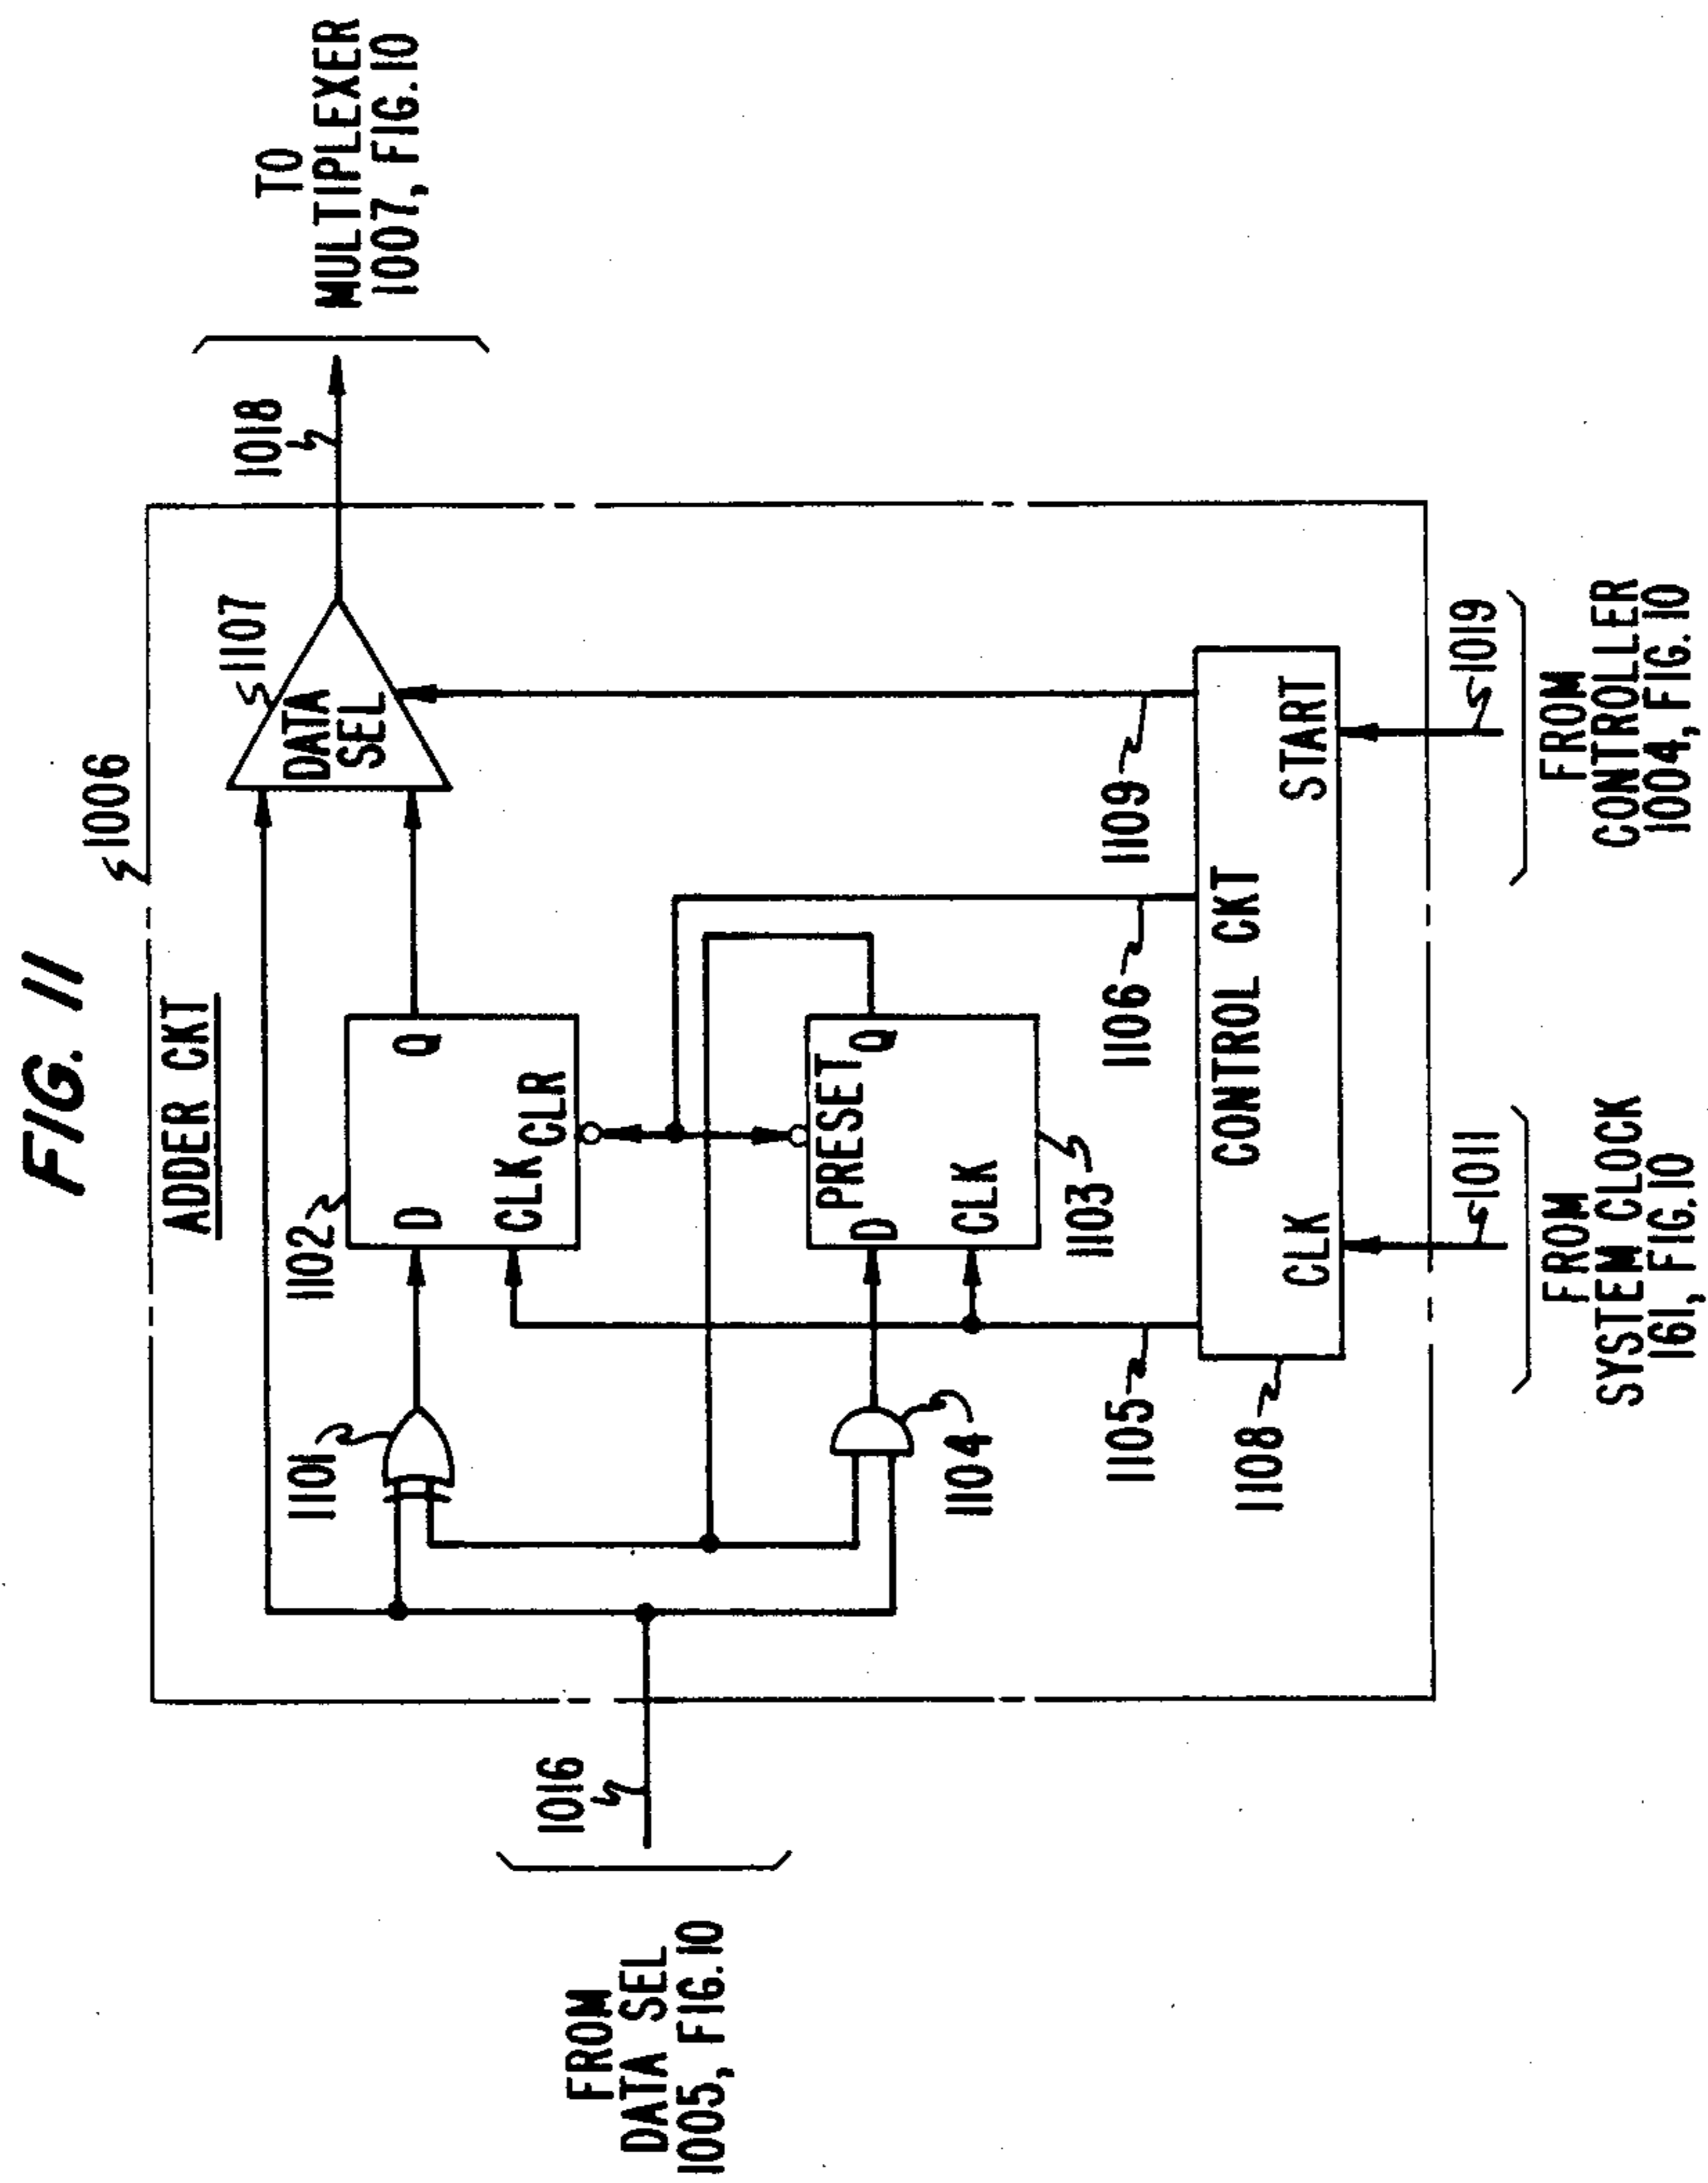 FIG. 11
ADDER CKT
1006
1107
1018
TO
MULTIPLEXER
1007, FIG.10
DATA
SEL
1102
D
Q
CLK
CLR
1101
1016
FROM
DATA SEL
1005, FIG.10
PRESET
D
Q
CLK
1103
1104
1105
1106
1109
1108
CONTROL CKT
CLK
START
1011
FROM
SYSTEM CLOCK
161, FIG.10
1019
FROM
CONTROLLER
1004, FIG.10